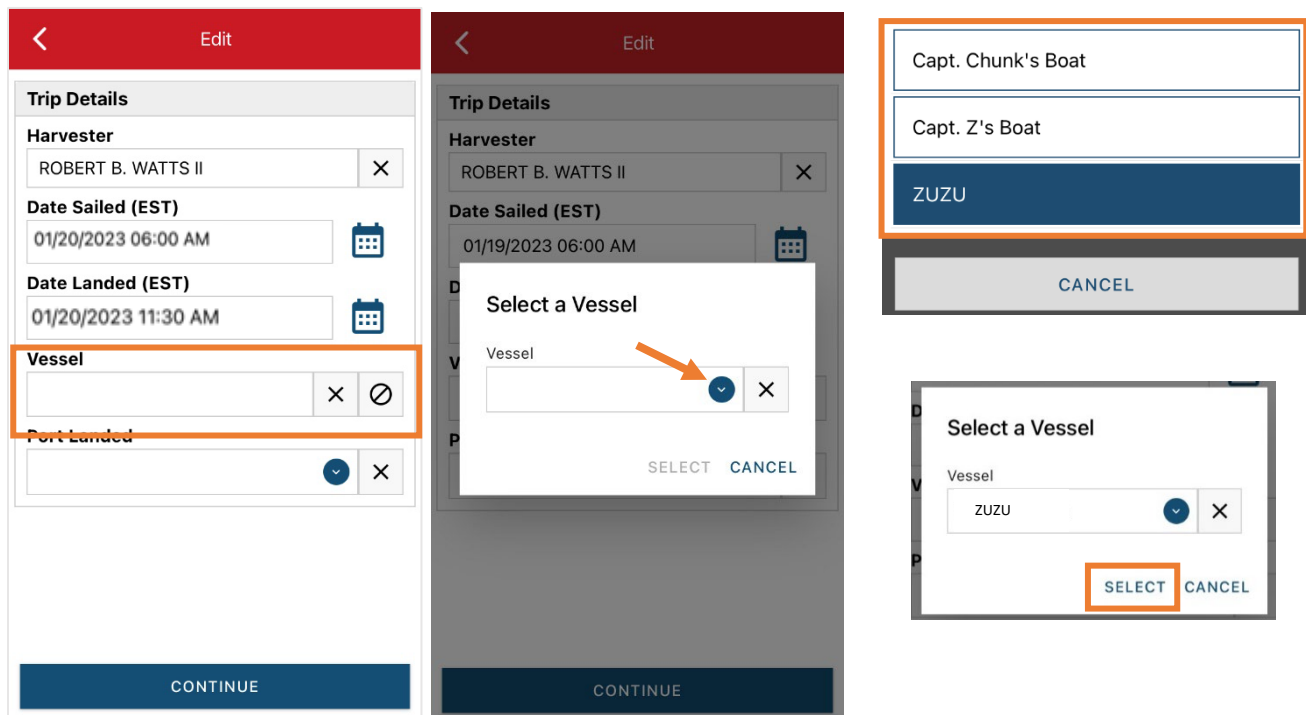 Edit
Trip Details
Harvester
ROBERT B. WATTS II
Date Sailed (EST)
01/20/2023 06:00 AM
Date Landed (EST)
01/20/2023 11:30 AM
Vessel
Port Landed
CONTINUE
Edit
Trip Details
Harvester
ROBERT B. WATTS II
Date Sailed (EST)
01/19/2023 06:00 AM
D
Select a Vessel
Vessel
V
P
SELECT CANCEL
CONTINUE
Capt. Chunk's Boat
Capt. Z's Boat
ZUZU
CANCEL
D
Select a Vessel
Vessel
V
ZUZU
P
SELECT CANCEL